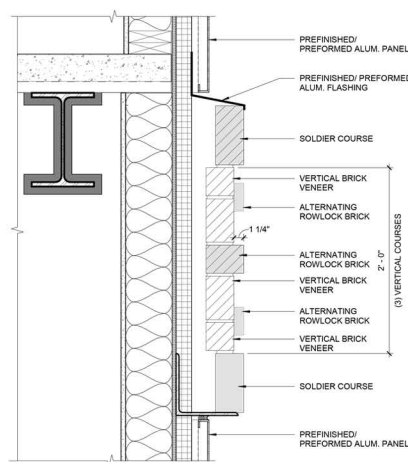 PREFINISHED/
PREFORMED ALUM. PANEL
PREFINISHED/ PREFORMED
ALUM. FLASHING
SOLDIER COURSE
VERTICAL BRICK
VENEER
ALTERNATING
ROWLOCK BRICK
1 1/4"
ALTERNATING
ROWLOCK BRICK
VERTICAL BRICK
VENEER
ALTERNATING
ROWLOCK BRICK
VERTICAL BRICK
VENEER
2' - 0"
(3) VERTICAL COURSES
SOLDIER COURSE
PREFINISHED/
PREFORMED ALUM. PANEL